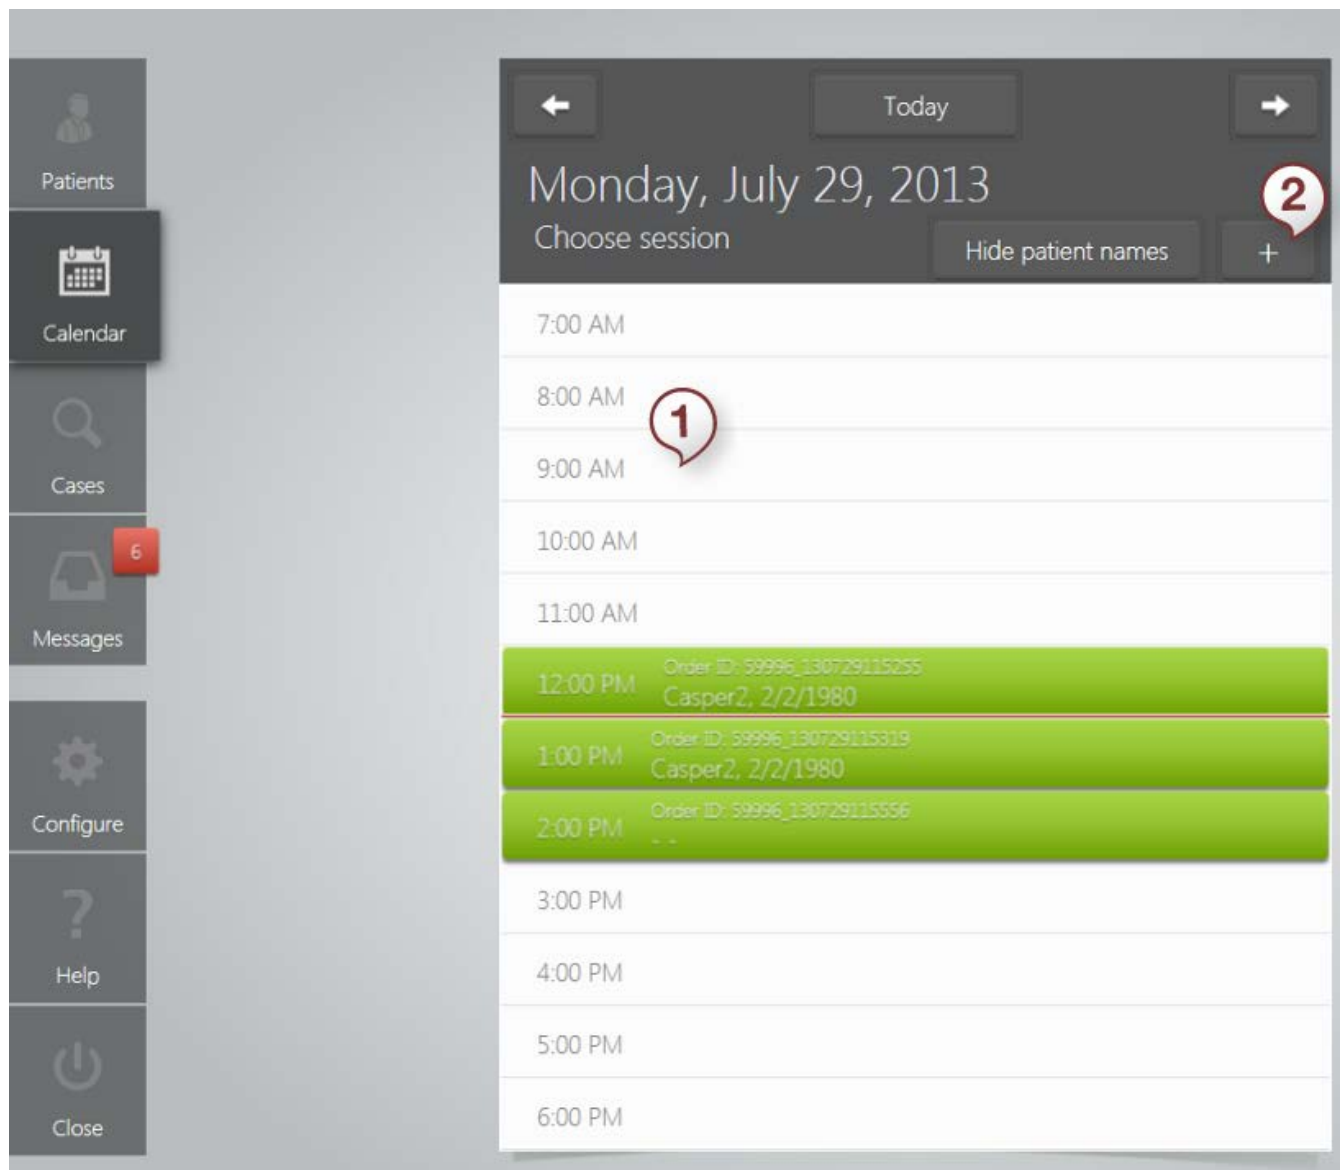 Patients
Calendar
Cases
6
Messages
Configure
Help
Close
Today
Monday, July 29, 2013
2
Choose session
Hide patient names
+
7:00 AM
8:00 AM
1
9:00 AM
10:00 AM
11:00 AM
Order ID: 59996_130729115255
12:00 PM
Casper2, 2/2/1980
Order ID: 59996_130729115319
1:00 PM
Casper2, 2/2/1980
Order ID: 59996_130729115556
2:00 PM
- -
3:00 PM
4:00 PM
5:00 PM
6:00 PM